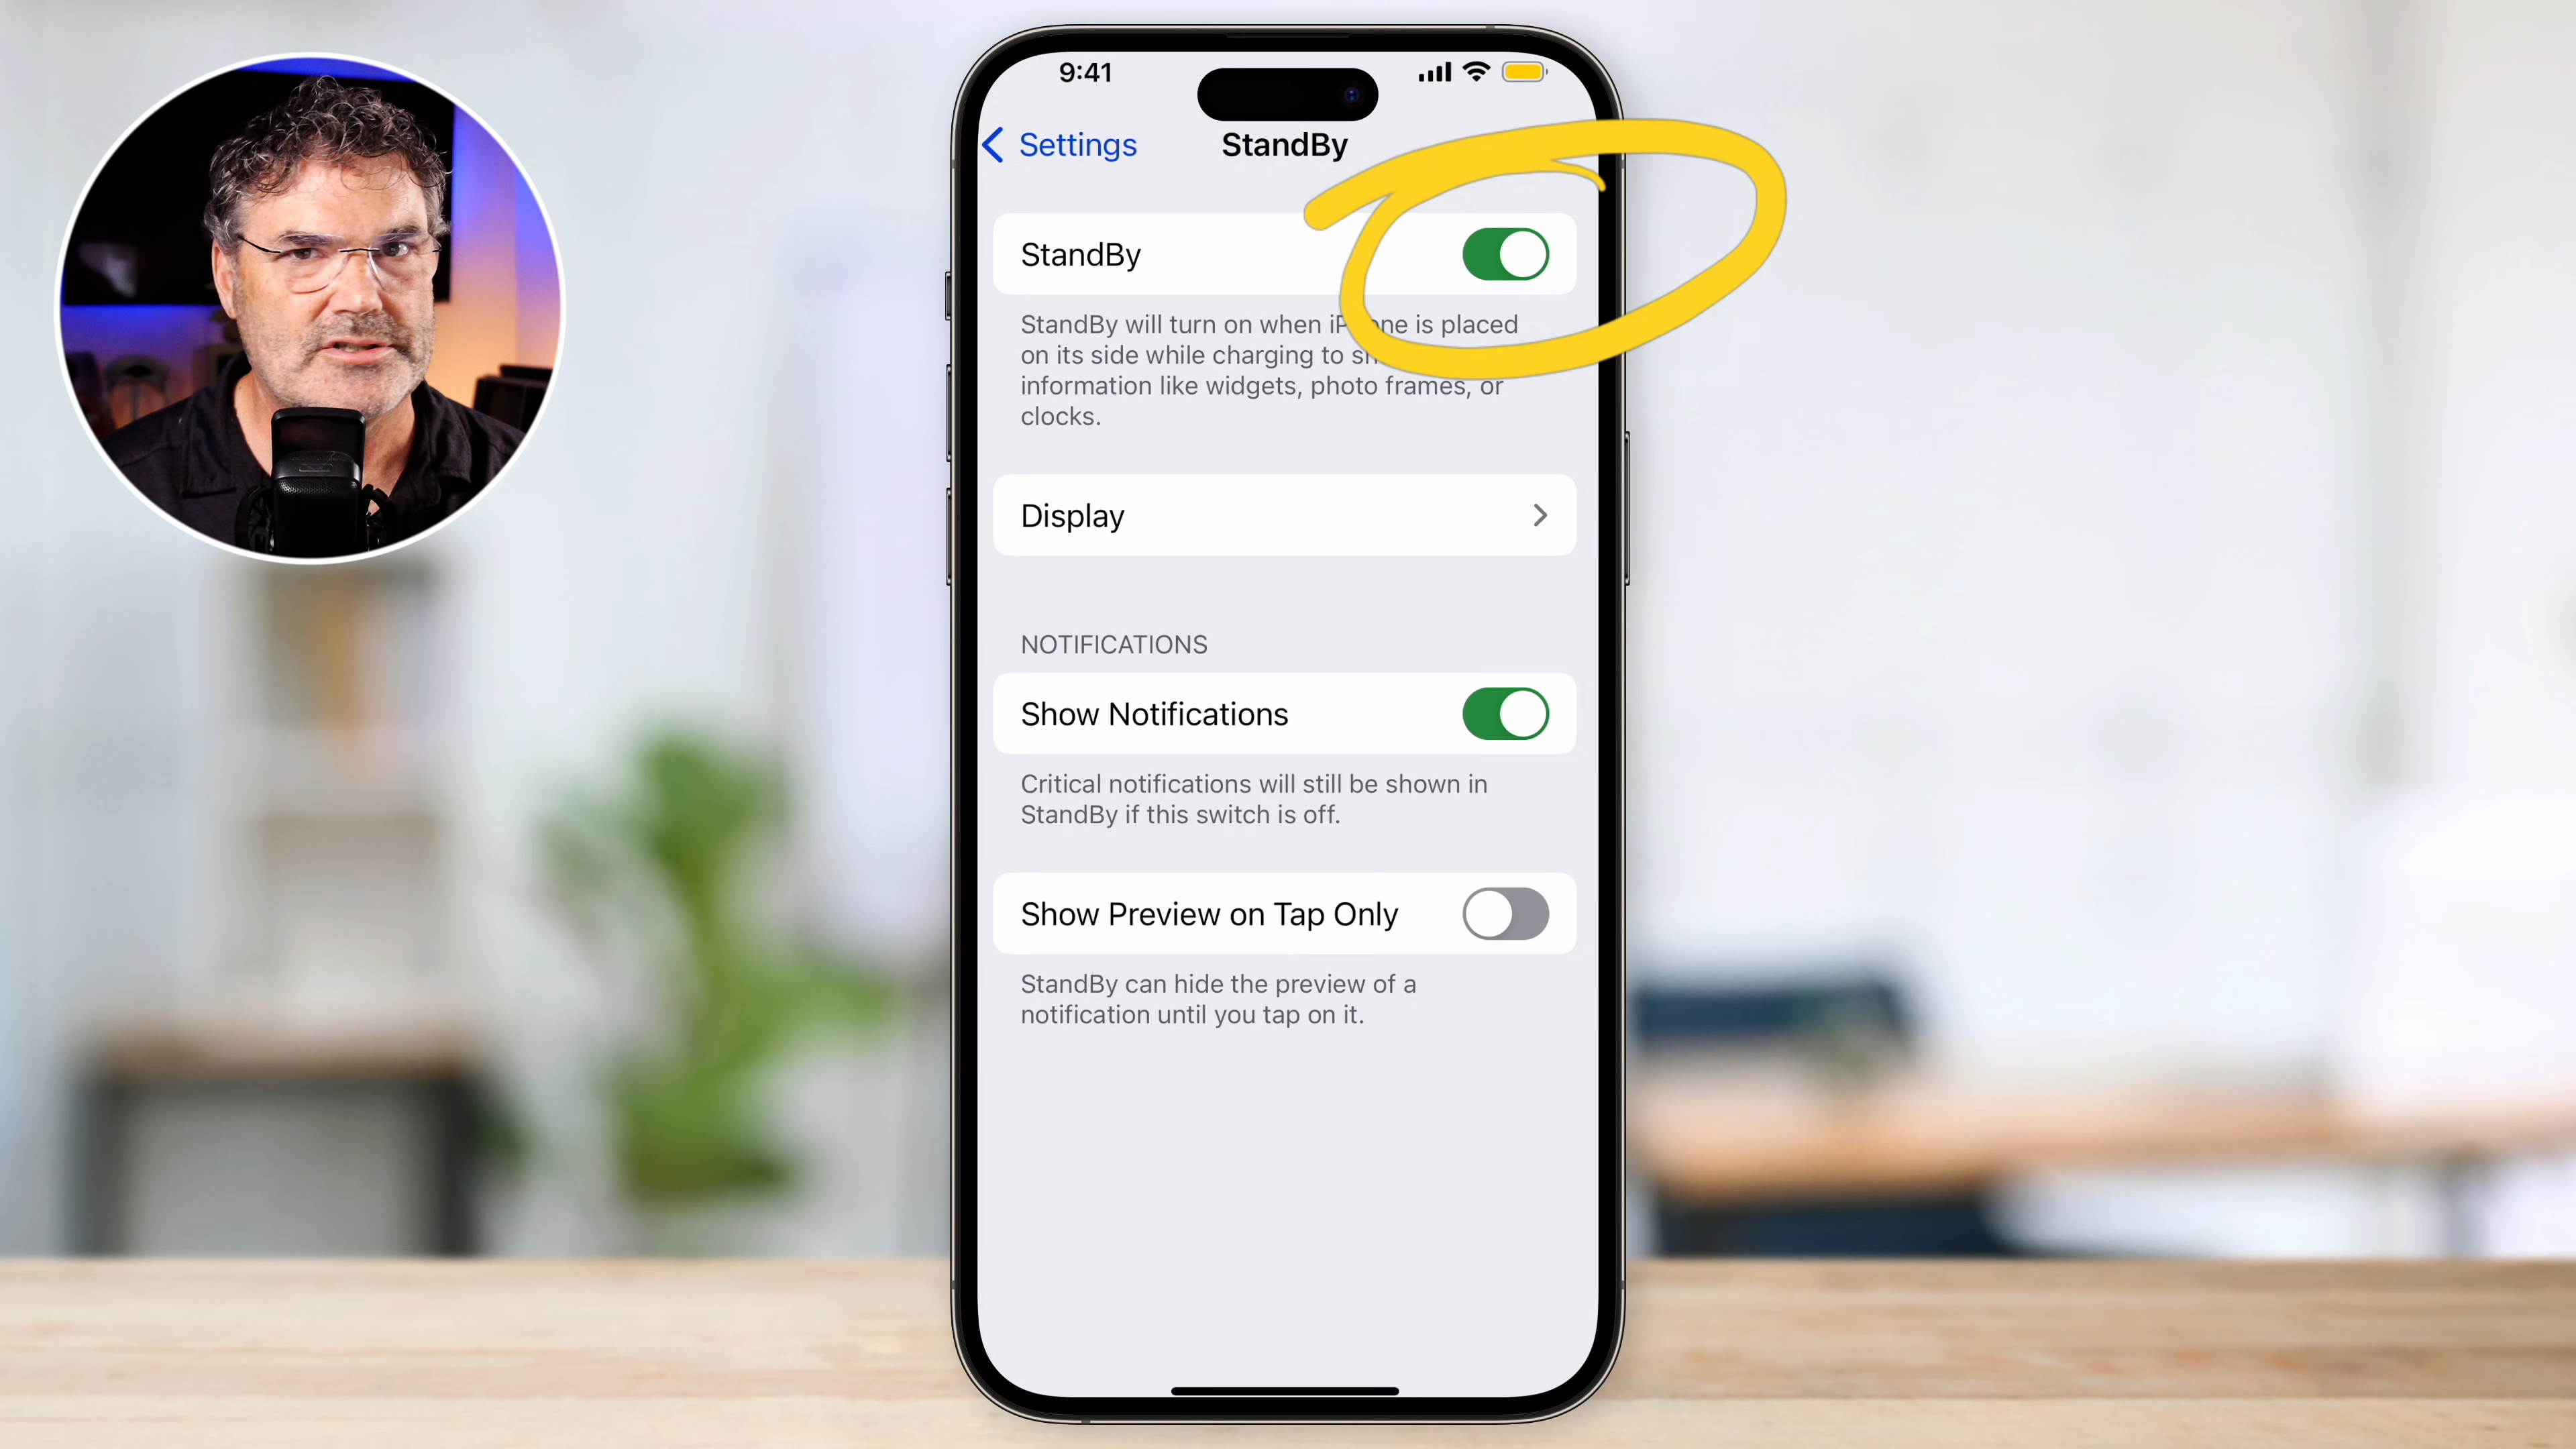 9:41
Settings
StandBy
StandBy
StandBy will turn on when iP ne is placed
on its side while charging to sh
information like widgets, photo frames, or
clocks.
Display
NOTIFICATIONS
Show Notifications
Critical notifications will still be shown in
StandBy if this switch is off.
Show Preview on Tap Only
StandBy can hide the preview of a
notification until you tap on it.